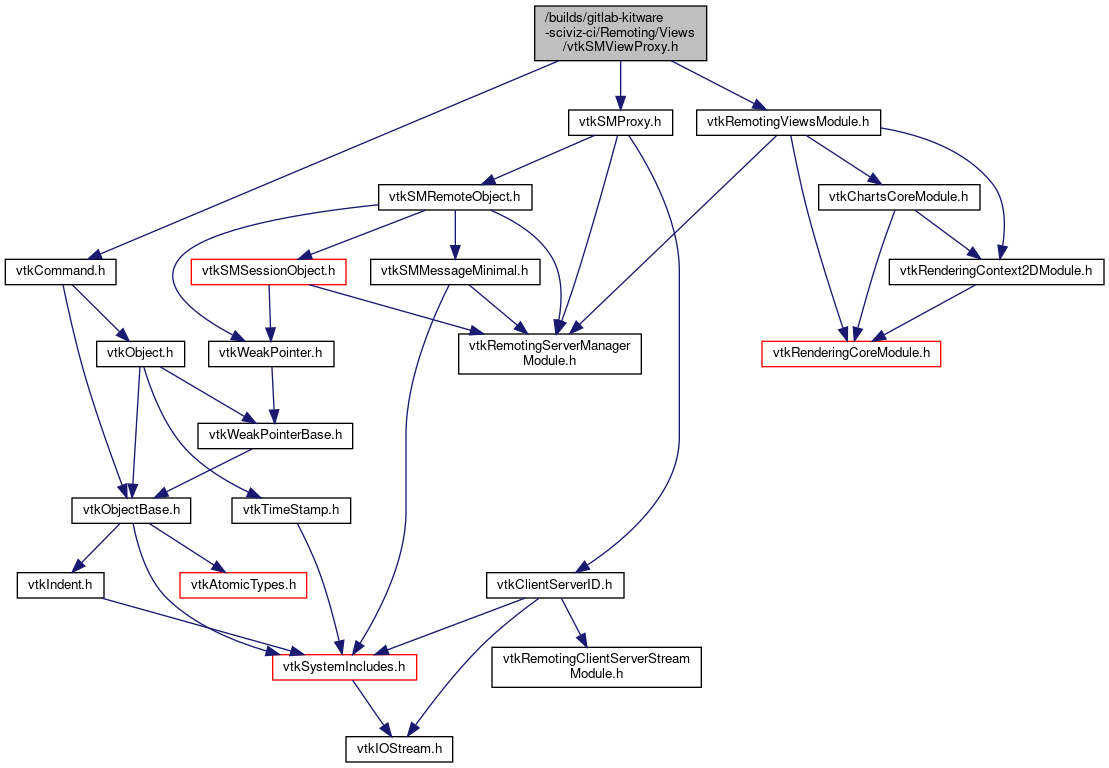 /builds/gitlab-kitware
-sciviz-ci/Remoting/Views
/vtkSMViewProxy.h
vtkSMProxy.h
vtkRemotingViewsModule.h
vtkSMRemoteObject.h
vtkChartsCoreModule.h
vtkCommand.h
vtkSMSessionObject.h
vtkSMMessageMinimal.h
vtkRenderingContext2DModule.h
vtkObject.h
vtkWeakPointer.h
vtkRemotingServerManager
Module.h
vtkRenderingCoreModule.h
vtkWeakPointerBase.h
vtkObjectBase.h
vtkTimeStamp.h
vtkIndent.h
vtkAtomicTypes.h
vtkClientServerID.h
vtkSystemIncludes.h
vtkRemotingClientServerStream
Module.h
vtkIOStream.h